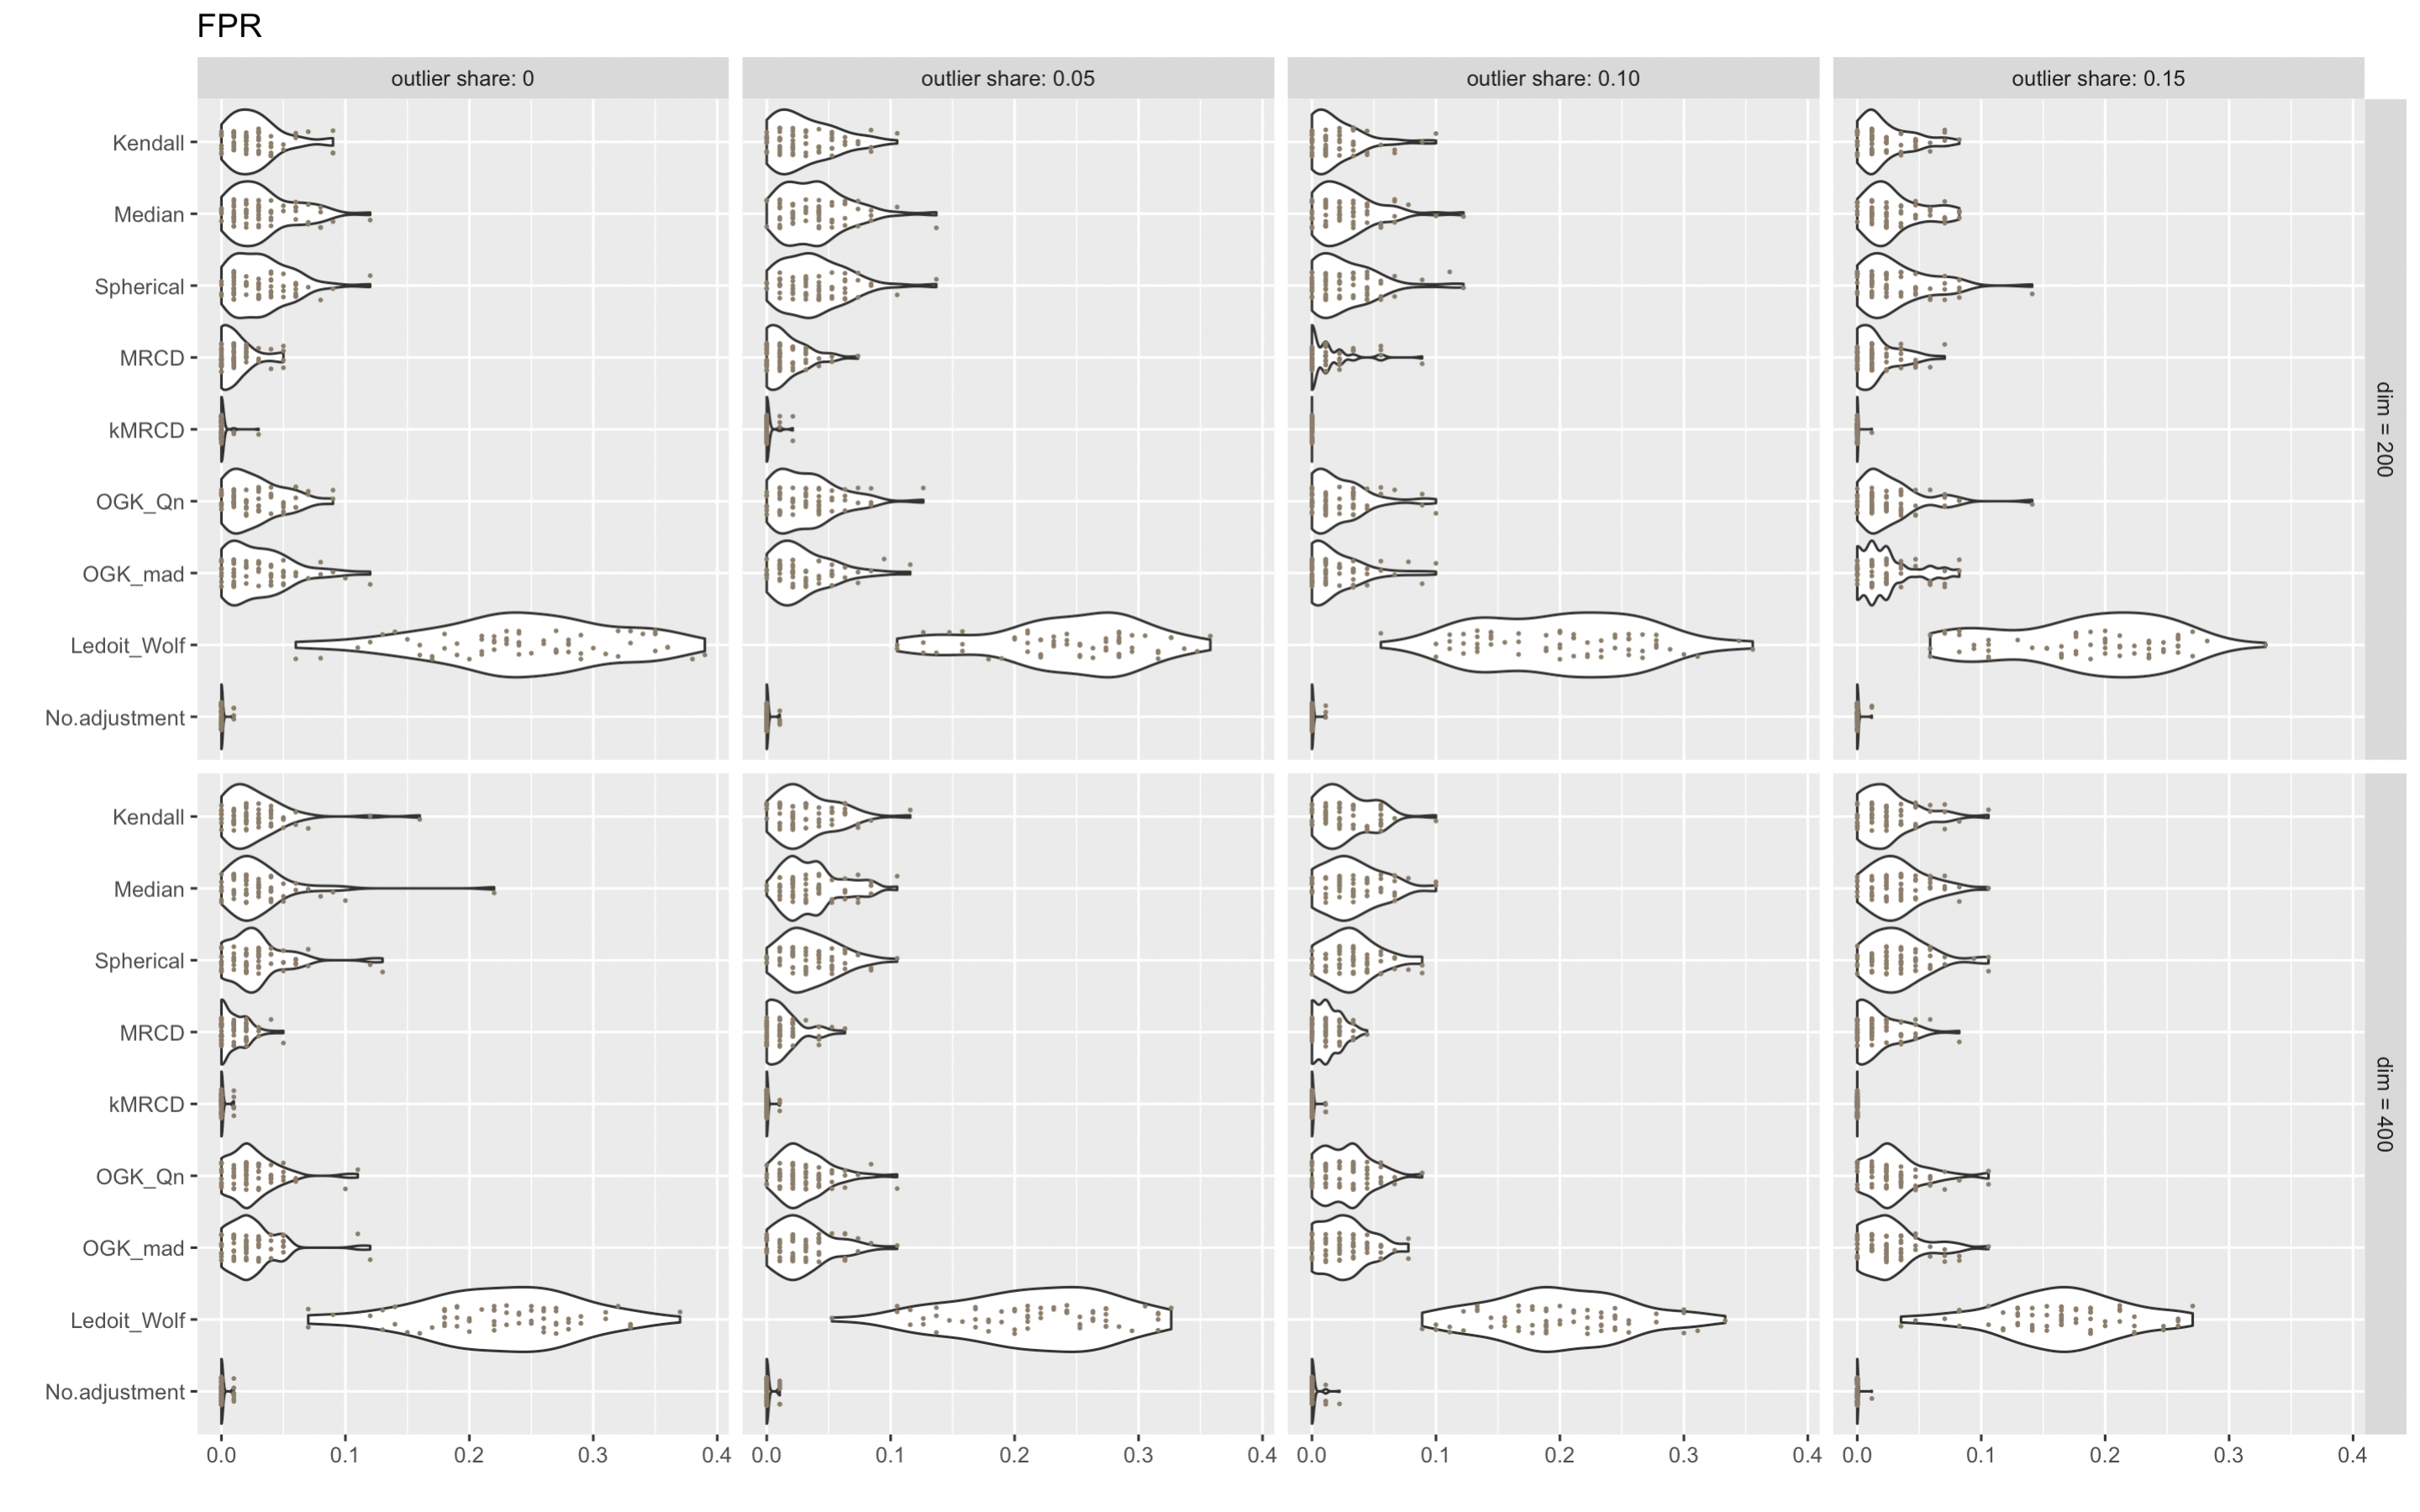 FPR
outlier share: 0
outlier share: 0.05
outlier share: 0.10
outlier share: 0.15
Kendall
Median
Spherical
MRCD
kMRCD
OGK_Qn
OGK_mad
Ledoit_Wolf
No.adjustment
dim = 200
Kendall
Median
Spherical
MRCD
kMRCD
OGK_Qn
OGK_mad
Ledoit_Wolf
No.adjustment
dim = 400
0.0 0.1 0.2 0.3 0.4
0.0 0.1 0.2 0.3 0.4
0.0 0.1 0.2 0.3 0.4
0.0 0.1 0.2 0.3 0.4